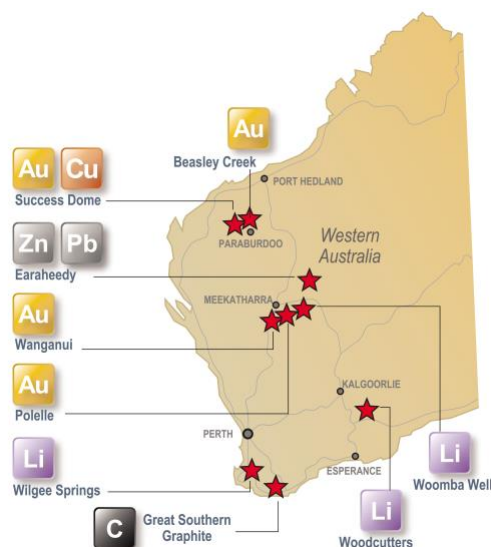 Au
Beasley Creek
Au Cu
Success Dome
PORT HEDLAND
PARABURDOO
Zn Pb
Earaheedy
Western
Australia
MEEKATHARRA
Au
Wanganui
Au
Polelle
KALGOORLIE
PERTH
Li
Wilgee Springs
ESPERANCE
Li
Woomba Well
C
Great Southern
Graphite
Li
Woodcutters